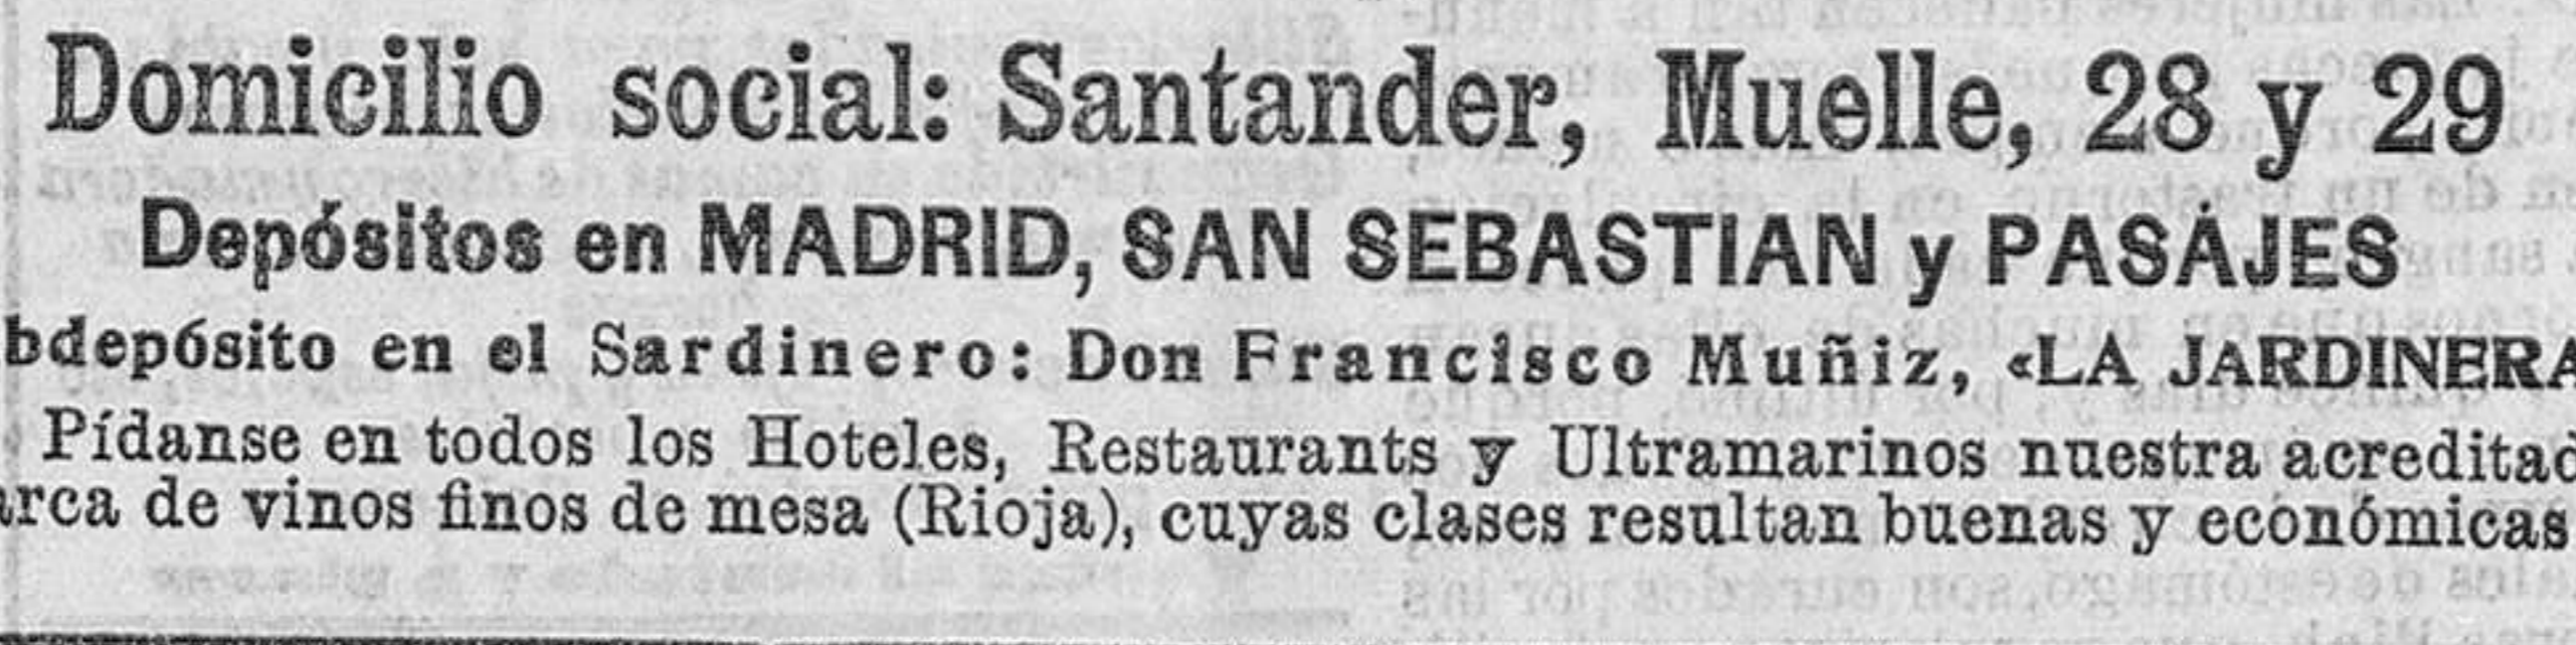 Domicilio social: Santander, Muelle, 28 y 29
Depósitos en MADRID, SAN SEBASTIAN y PASAJES
bdepósito en el Sardinero: Don Francisco Muñiz, «LA JARDINERA
Pídanse en todos los Hoteles, Restaurants y Ultramarinos nuestra acreditad
arca de vinos finos de mesa (Rioja), cuyas clases resultan buenas y económicas